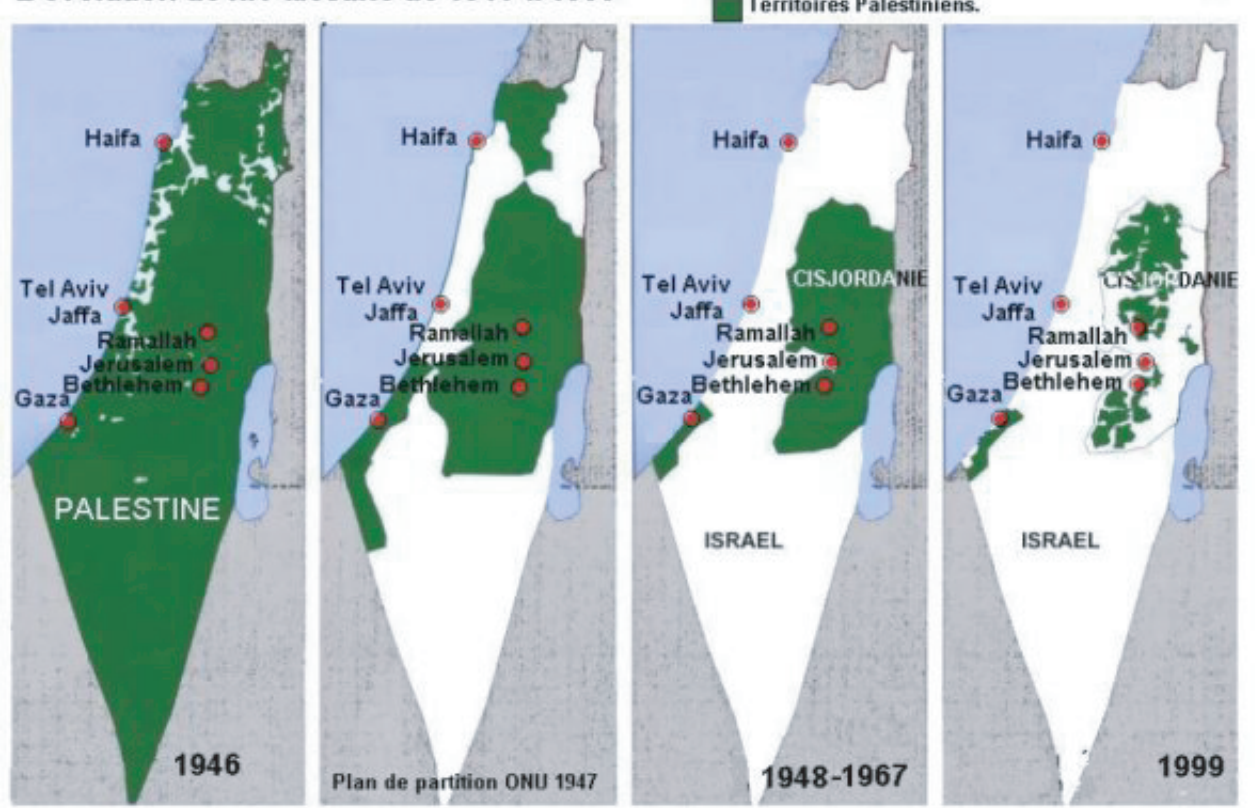 Territoires Palestiniens.
Haifa
Tel Aviv
Jaffa
Ramallah
Jerusalem
Bethlehem
Gaza
PALESTINE
1946
Haifa
Tel Aviv
Jaffa
Ramallah
Jerusalem
Bethlehem
Gaza
Plan de partition ONU 1947
Haifa
CISJORDANIE
Tel Aviv
Jaffa
Ramallah
Jerusalem
Bethlehem
Gaza
ISRAEL
1948-1967
Haifa
CISJORDANIE
Tel Aviv
Jaffa
Ramallah
Jerusalem
Bethlehem
Gaza
ISRAEL
1999